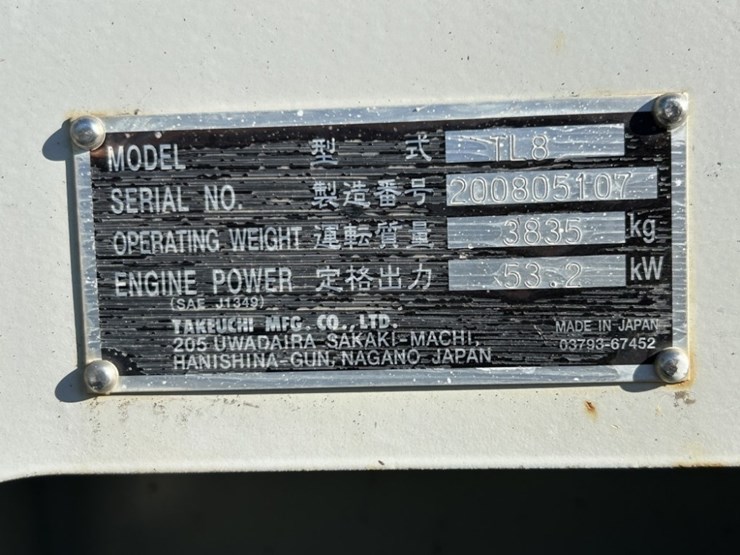 MODEL 型式 TL8
SERIAL NO. 製造番号 200805107
OPERATING WEIGHT 運転質量 3835 kg
ENGINE POWER 定格出力 53.2 kW
(SAE J1349)
TAKEUCHI MFG. CO., LTD.
205 UWADAIRA SAKAKI-MACHI,
HANISHINA-GUN, NAGANO JAPAN
MADE IN JAPAN
03793-67452